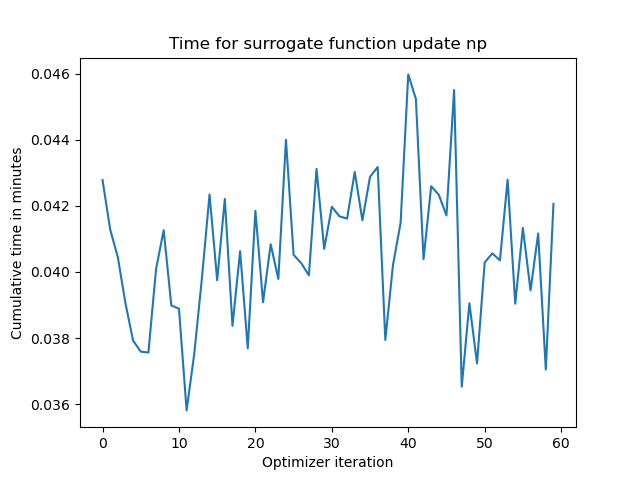 Time for surrogate function update np
0.046
0.044
0.042
0.040
0.038
0.036
Cumulative time in minutes
0 10 20 30 40 50 60
Optimizer iteration